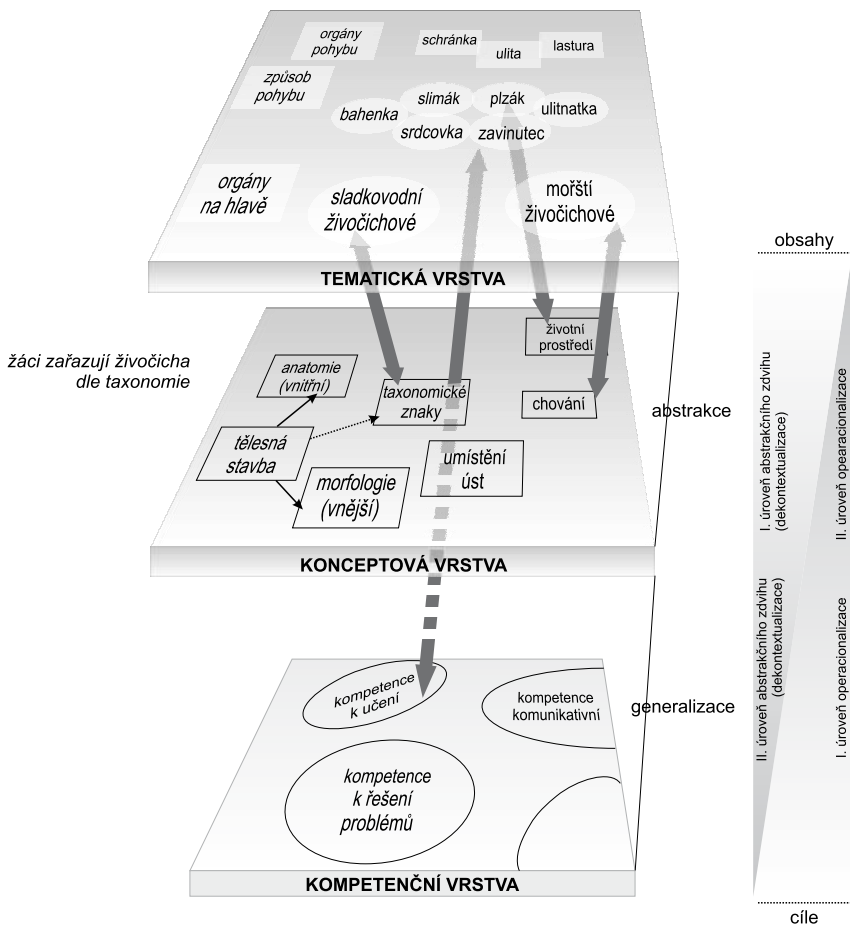 orgány
pohybu
schránka
ulita
lastura
způsob
pohybu
bahenka
slimák
plzák
ulitnatka
srdcovka
zavinutec
orgány
na hlavě
sladkovodní
živočichové
mořští
živočichové
TEMATICKÁ VRSTVA
obsahy
žáci zařazují živočicha
dle taxonomie
anatomie
(vnitřní)
taxonomické
znaky
životní
prostředí
chování
abstrakce
tělesná
stavba
morfologie
(vnější)
umístění
úst
KONCEPTOVÁ VRSTVA
I. úroveň abstrakčního zdvihu
(dekontextualizace)
II. úroveň opearacionalizace
kompetence
k učení
kompetence
komunikativní
generalizace
kompetence
k řešení
problémů
KOMPETENČNÍ VRSTVA
II. úroveň abstrakčního zdvihu
(dekontextualizace)
I. úroveň operacionalizace
cíle